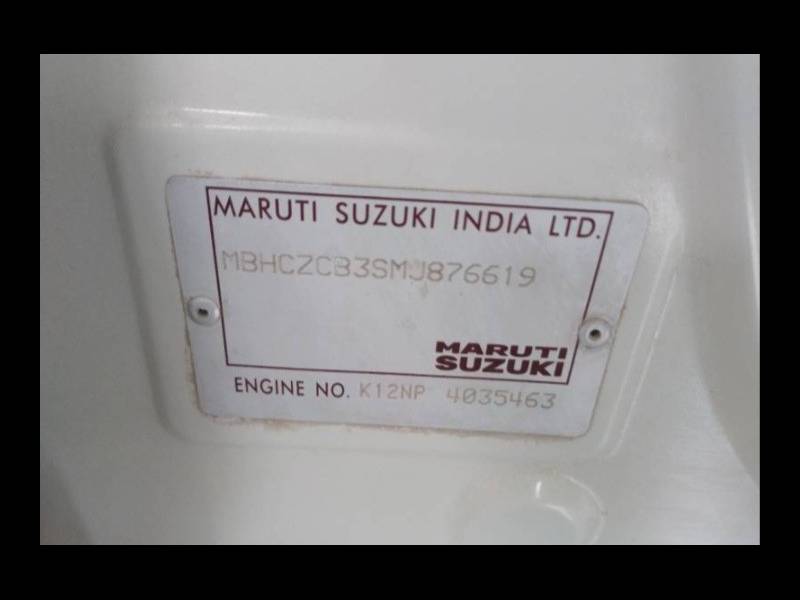 MARUTI SUZUKI INDIA LTD.
MBHCZCB3SMJ876619
MARUTI
SUZUKI
ENGINE NO. K12NP 4035463